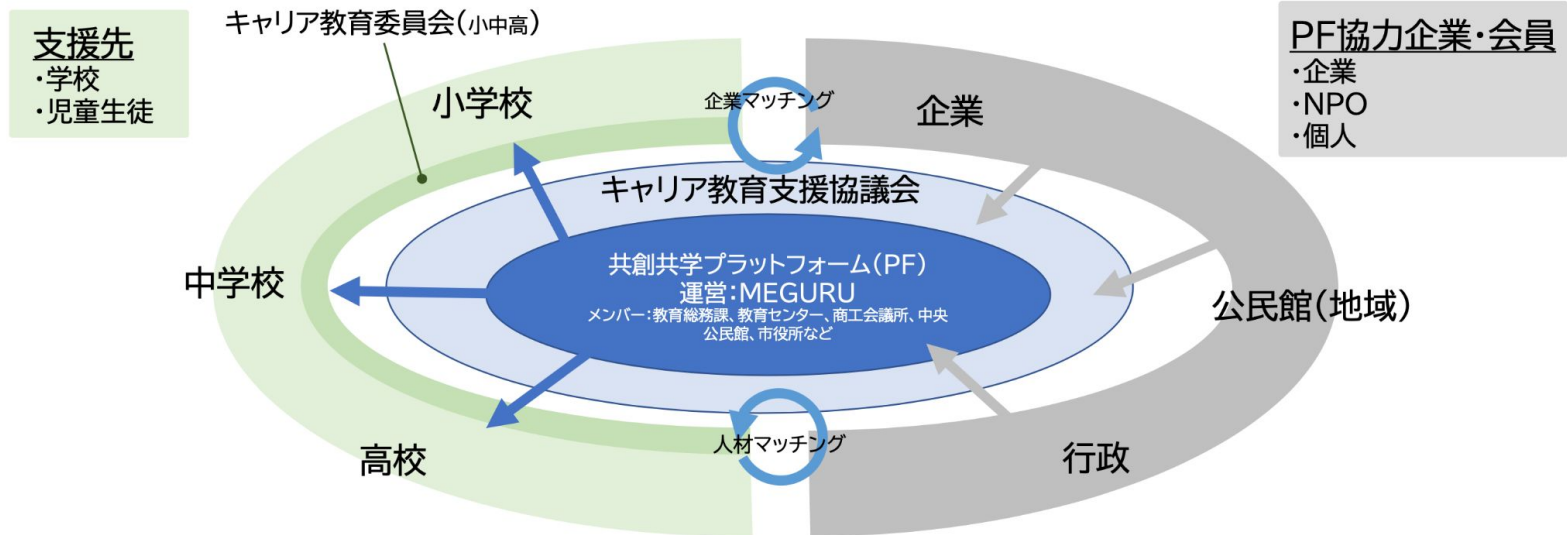 支援先
・学校
・児童生徒
キャリア教育委員会(小中高)
PF協力企業・会員
・企業
・NPO
・個人
小学校
企業マッチング
企業
キャリア教育支援協議会
中学校
共創共学プラットフォーム(PF)
運営:MEGURU
メンバー:教育総務課、教育センター、商工会議所、中央
公民館、市役所など
公民館(地域)
高校
人材マッチング
行政